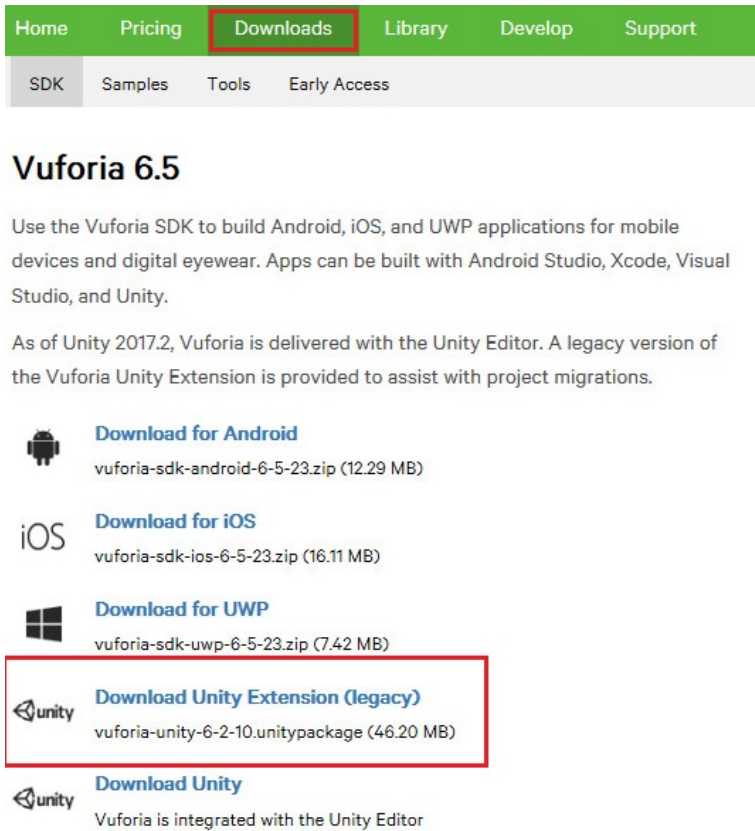 Home Pricing Downloads Library Develop Support
SDK Samples Tools Early Access
Vuforia 6.5
Use the Vuforia SDK to build Android, iOS, and UWP applications for mobile
devices and digital eyewear. Apps can be built with Android Studio, Xcode, Visual
Studio, and Unity.
As of Unity 2017.2, Vuforia is delivered with the Unity Editor. A legacy version of
the Vuforia Unity Extension is provided to assist with project migrations.
Download for Android
vuforia-sdk-android-6-5-23.zip (12.29 MB)
iOS
Download for iOS
vuforia-sdk-ios-6-5-23.zip (16.11 MB)
Download for UWP
vuforia-sdk-uwp-6-5-23.zip (7.42 MB)
unity
Download Unity Extension (legacy)
vuforia-unity-6-2-10.unitypackage (46.20 MB)
unity
Download Unity
Vuforia is integrated with the Unity Editor